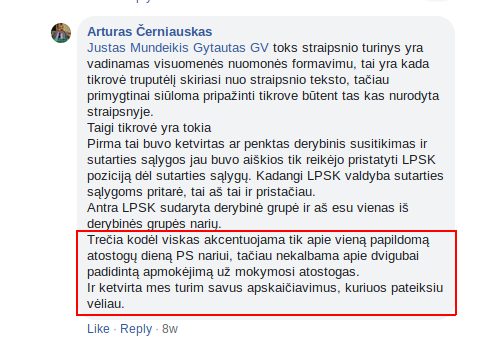 Arturas Černiauskas
Justas Mundeikis Gytautas GV toks straipsnio turinys yra
vadinamas visuomenės nuomonės formavimu, tai yra kada
tikrovė truputėlį skiriasi nuo straipsnio teksto, tačiau
primygtinai siūloma pripažinti tikrove būtent tas kas nurodyta
straipsnyje.
Taigi tikrovė yra tokia
Pirma tai buvo ketvirtas ar penktas derybinis susitikimas ir
sutarties sąlygos jau buvo aiškios tik reikėjo pristatyti LPSK
poziciją dėl sutarties sąlygų. Kadangi LPSK valdyba sutarties
sąlygoms pritarė, tai aš tai ir pristačiau.
Antra LPSK sudaryta derybinė grupė ir aš esu vienas iš
derybinės grupės narių.
Trečia kodėl viskas akcentuojama tik apie vieną papildomą
atostogų dieną PS nariui, tačiau nekalbama apie dvigubai
padidintą apmokėjimą už mokymosi atostogas.
Ir ketvirta mes turim savus apskaičiavimus, kuriuos pateiksiu
vėliau.
Like · Reply · 8w